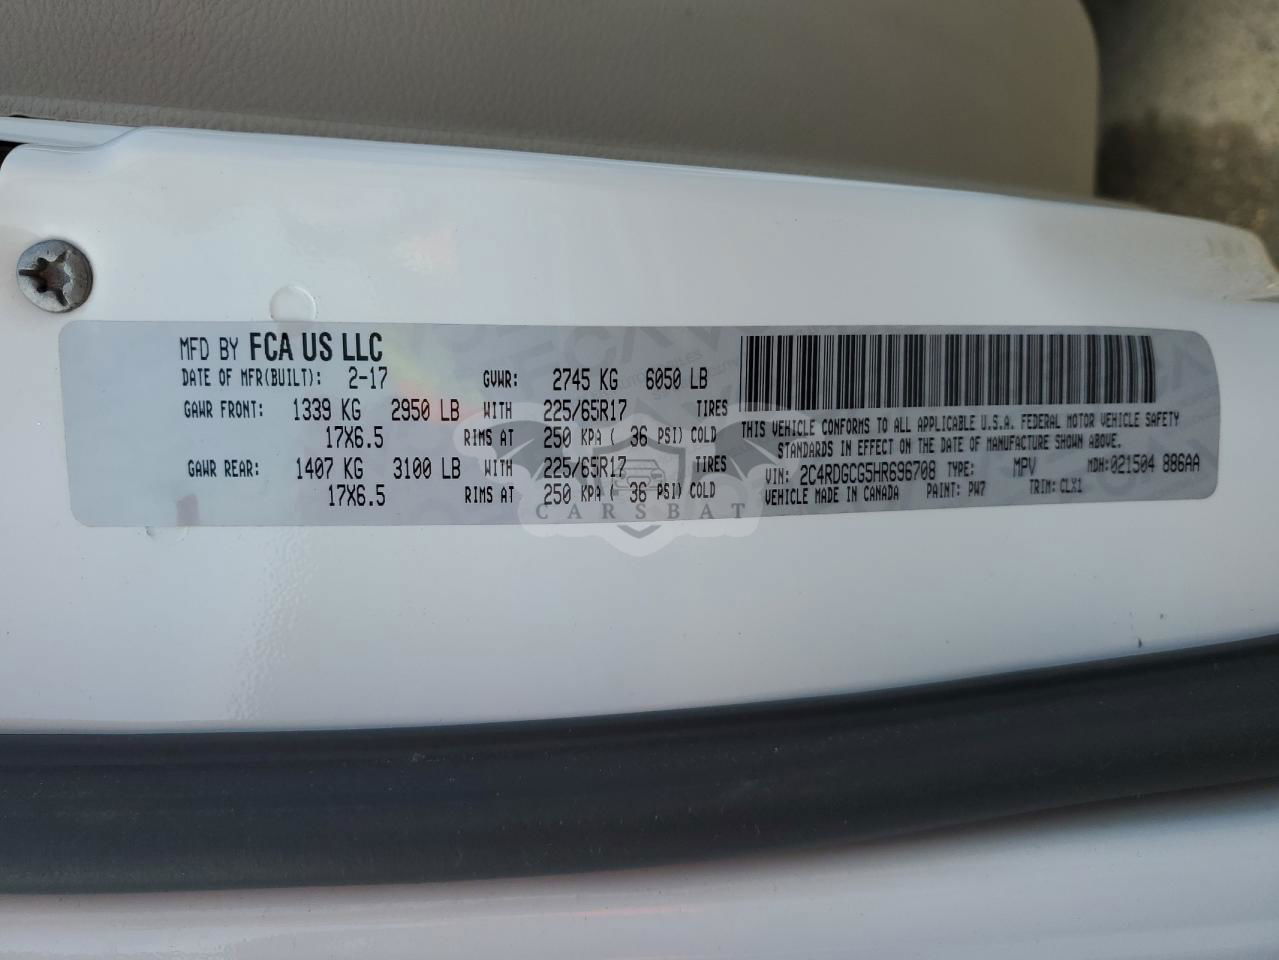 MFD BY FCA US LLC
DATE OF MFR(BUILT): 2-17 GVWR: 2745 KG 6050 LB
GAWR FRONT: 1339 KG 2950 LB WITH 225/65R17 TIRES
17X6.5 RIMS AT 250 KPA ( 36 PSI) COLD
GAWR REAR: 1407 KG 3100 LB WITH 225/65R17 TIRES
17X6.5 RIMS AT 250 KPA ( 36 PSI) COLD
THIS VEHICLE CONFORMS TO ALL APPLICABLE U.S.A. FEDERAL MOTOR VEHICLE SAFETY
STANDARDS IN EFFECT ON THE DATE OF MANUFACTURE SHOWN ABOVE.
VIN: 2C4RDGCG5HR696708 TYPE: MPV MDH:021504 886AA
VEHICLE MADE IN CANADA PAINT: PW7 TRIM: CLX1
CARSBAT